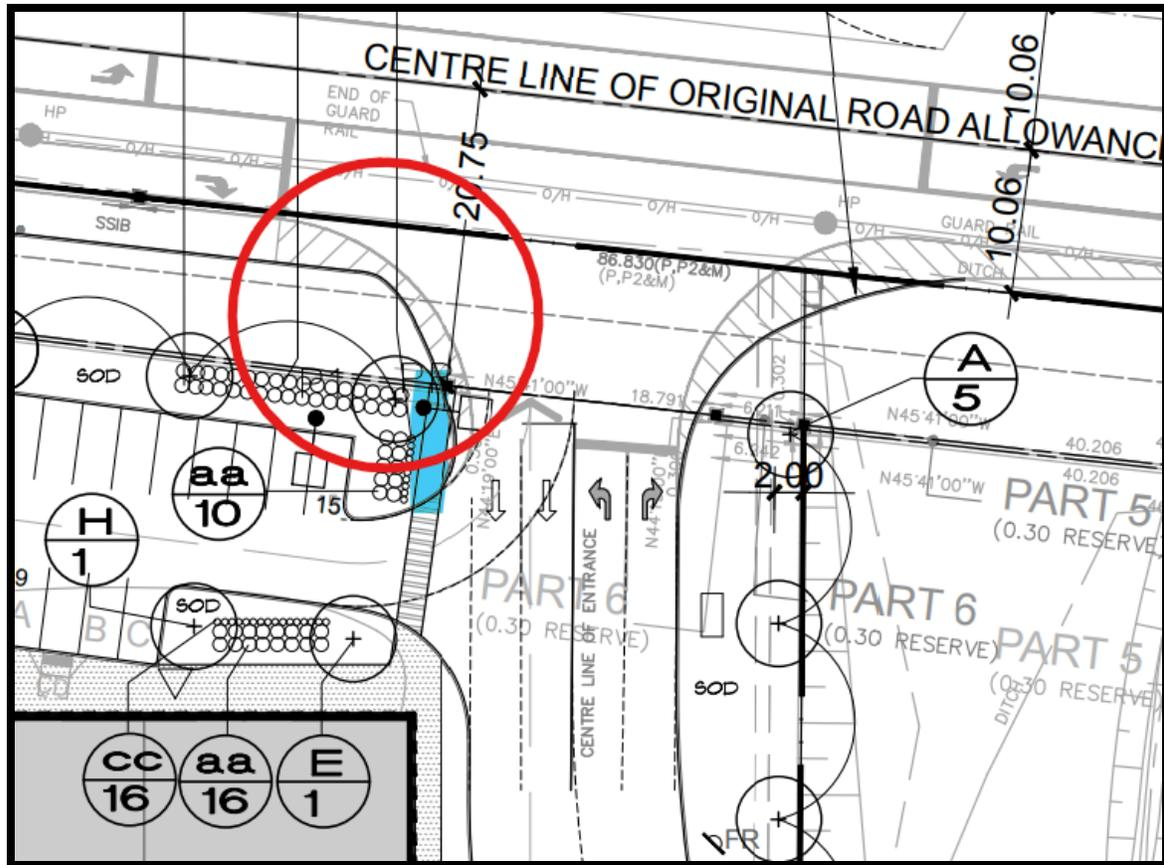 CENTRE LINE OF ORIGINAL ROAD ALLOWANC
10.06
10.06
20.75
HP
END OF
GUARD
RAIL
O/H
O/H
O/H
O/H
O/H
O/H
O/H
O/H
HP
GUARD RAIL
O/H
O/H
DITCH
SSIB
86.830(P,P2&M)
(P,P2&M)
SOD
A
5
N45°41'00"W
18.791
6.211
6.242
0.302
2.00
N45°41'00"W
40.206
40.206
N45°41'00"W
PART 5
(0.30 RESERVE)
aa
10
15
H
1
9
A
B
C
SOD
PART 6
(0.30 RESERVE)
CENTRE LINE OF ENTRANCE
PART 6
(0.30 RESERVE)
PART 5
(0.30 RESERVE)
DITCH
SOD
cc
16
aa
16
E
1
FR